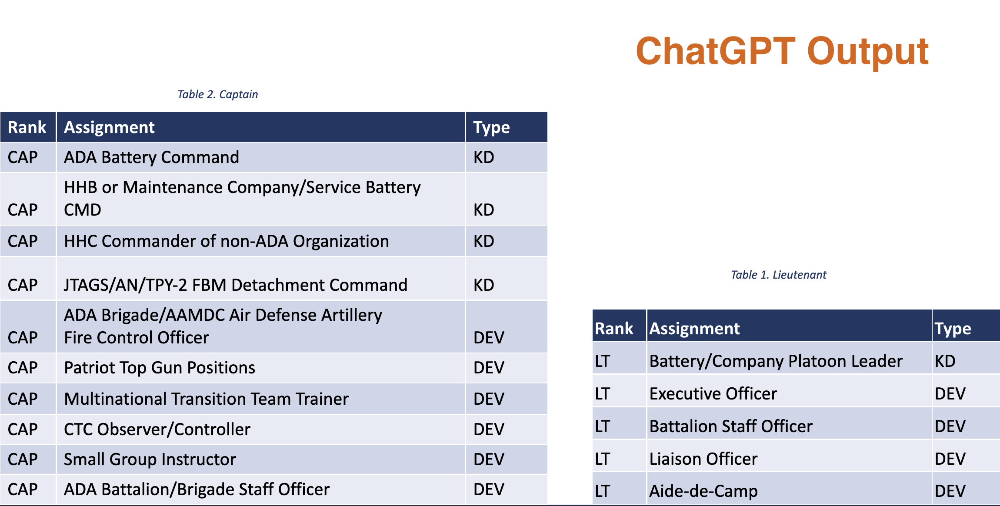 ChatGPT Output
Table 2. Captain
Rank Assignment Type
CAP ADA Battery Command KD
HHB or Maintenance Company/Service Battery
CAP CMD KD
CAP HHC Commander of non-ADA Organization KD
CAP JTAGS/AN/TPY-2 FBM Detachment Command KD
ADA Brigade/AAMDC Air Defense Artillery
CAP Fire Control Officer DEV
CAP Patriot Top Gun Positions DEV
CAP Multinational Transition Team Trainer DEV
CAP CTC Observer/Controller DEV
CAP Small Group Instructor DEV
CAP ADA Battalion/Brigade Staff Officer DEV
Table 1. Lieutenant
Rank Assignment Type
LT Battery/Company Platoon Leader KD
LT Executive Officer DEV
LT Battalion Staff Officer DEV
LT Liaison Officer DEV
LT Aide-de-Camp DEV